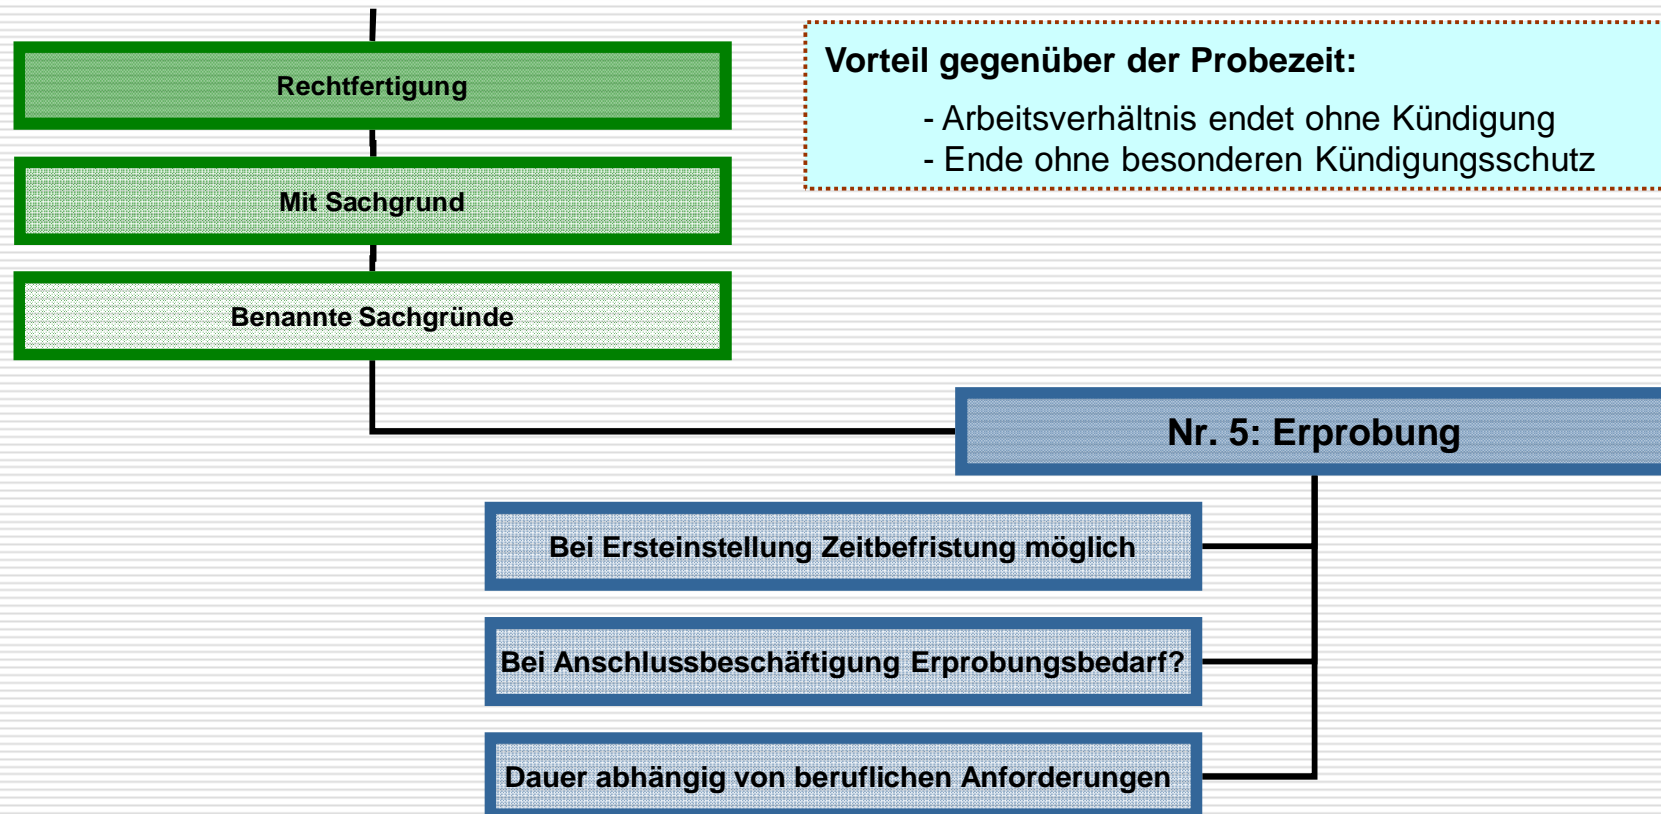 Rechtfertigung
Mit Sachgrund
Benannte Sachgründe
Vorteil gegenüber der Probezeit:
- Arbeitsverhältnis endet ohne Kündigung
- Ende ohne besonderen Kündigungsschutz
Nr. 5: Erprobung
Bei Ersteinstellung Zeitbefristung möglich
Bei Anschlussbeschäftigung Erprobungsbedarf?
Dauer abhängig von beruflichen Anforderungen